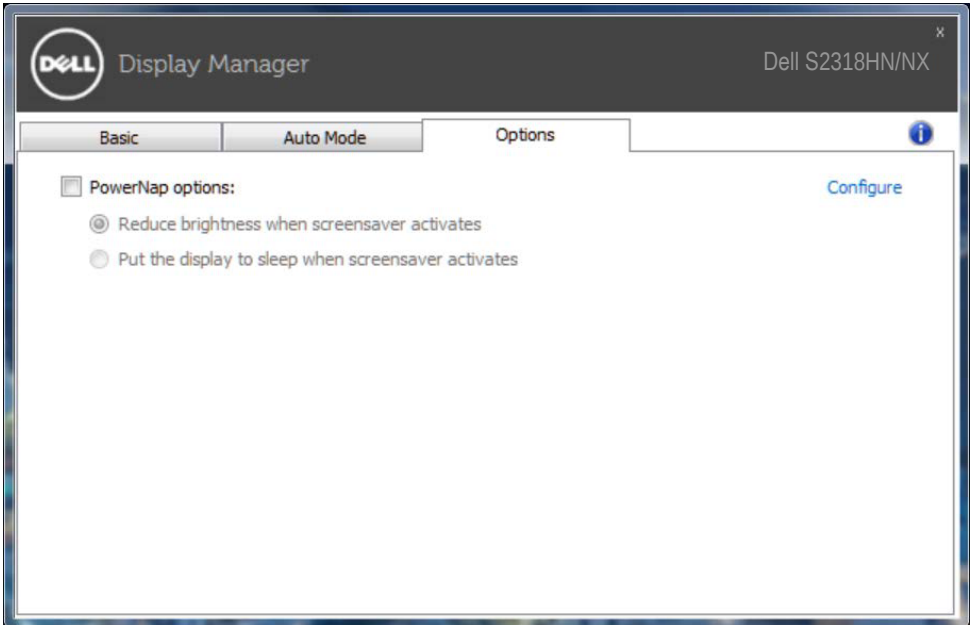 x
DELL Display Manager Dell S2318HN/NX
Basic Auto Mode Options i
PowerNap options: Configure
Reduce brightness when screensaver activates
Put the display to sleep when screensaver activates